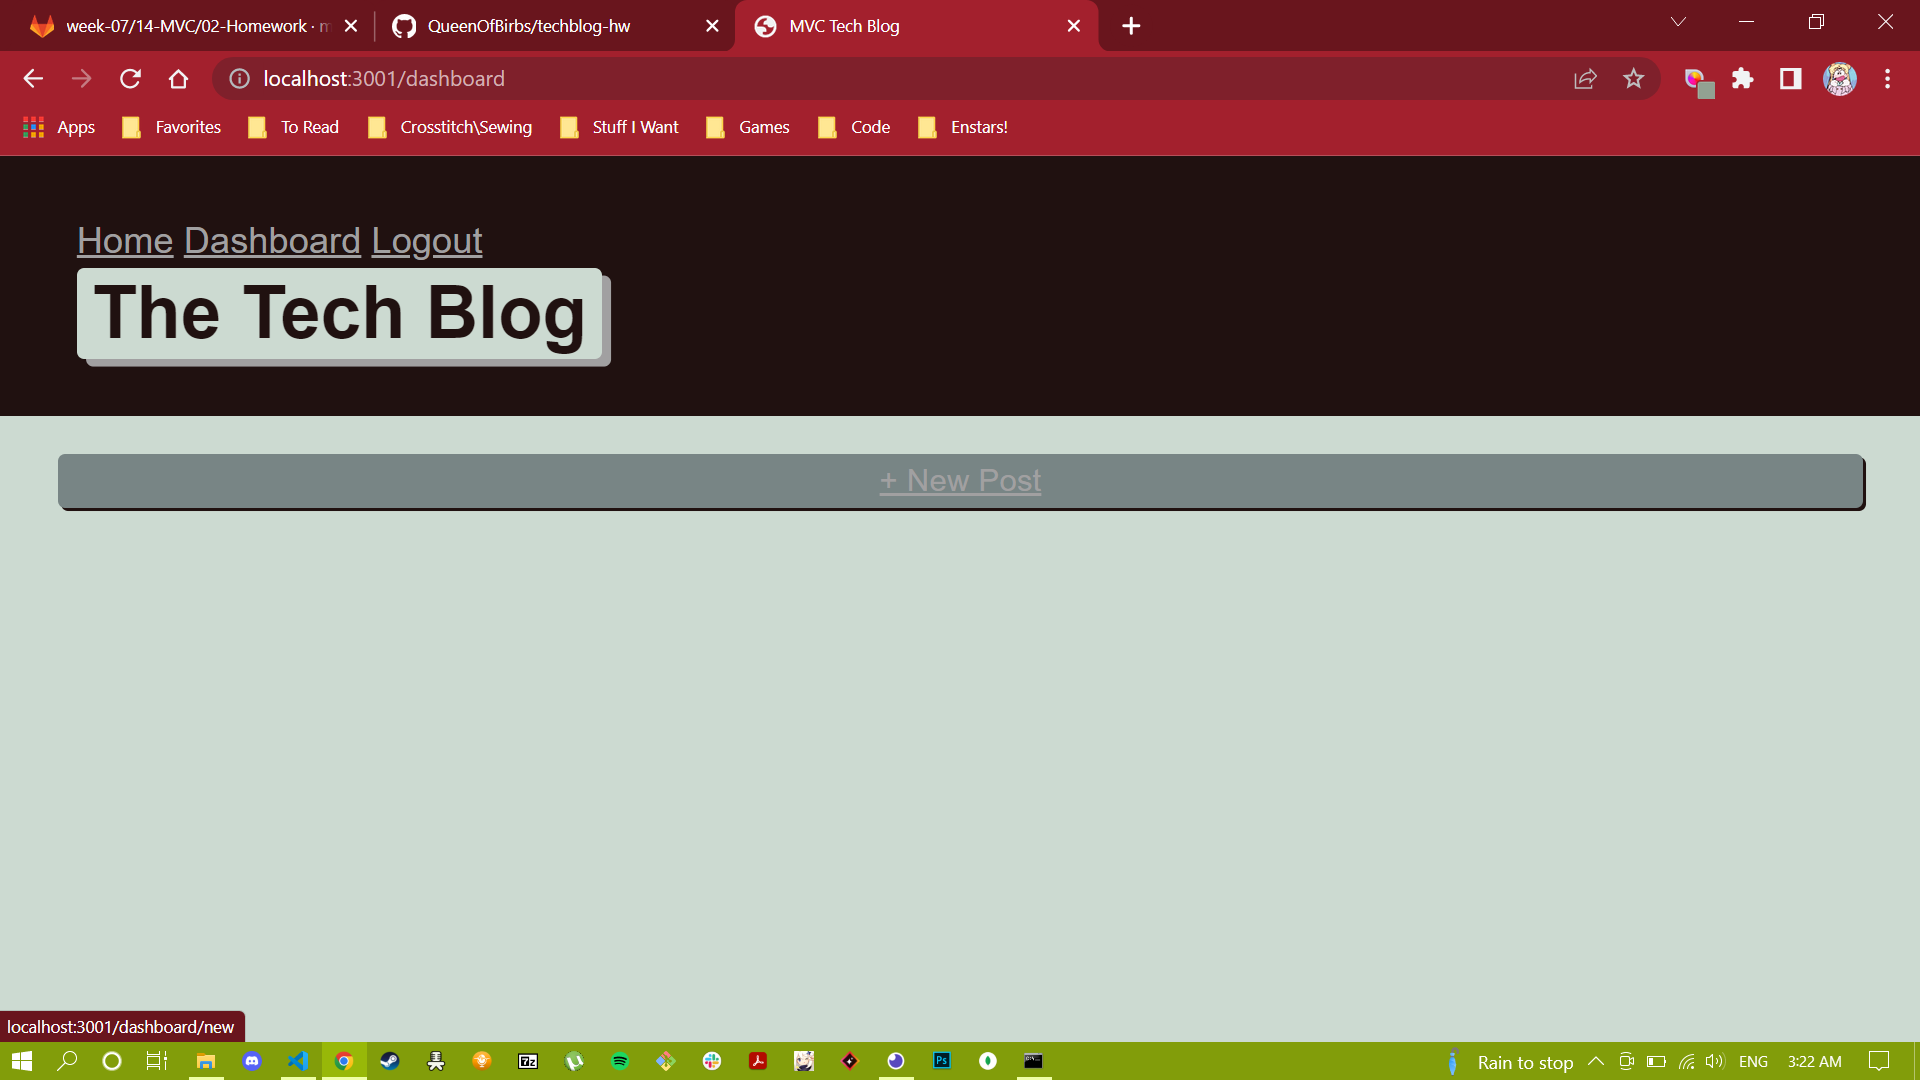 week-07/14-MVC/02-Homework · m
QueenOfBirbs/techblog-hw
MVC Tech Blog
localhost:3001/dashboard
Apps Favorites To Read Crosstitch\Sewing Stuff I Want Games Code Enstars!
Home Dashboard Logout
The Tech Blog
+ New Post
localhost:3001/dashboard/new
7z Ps Rain to stop ENG 3:22 AM